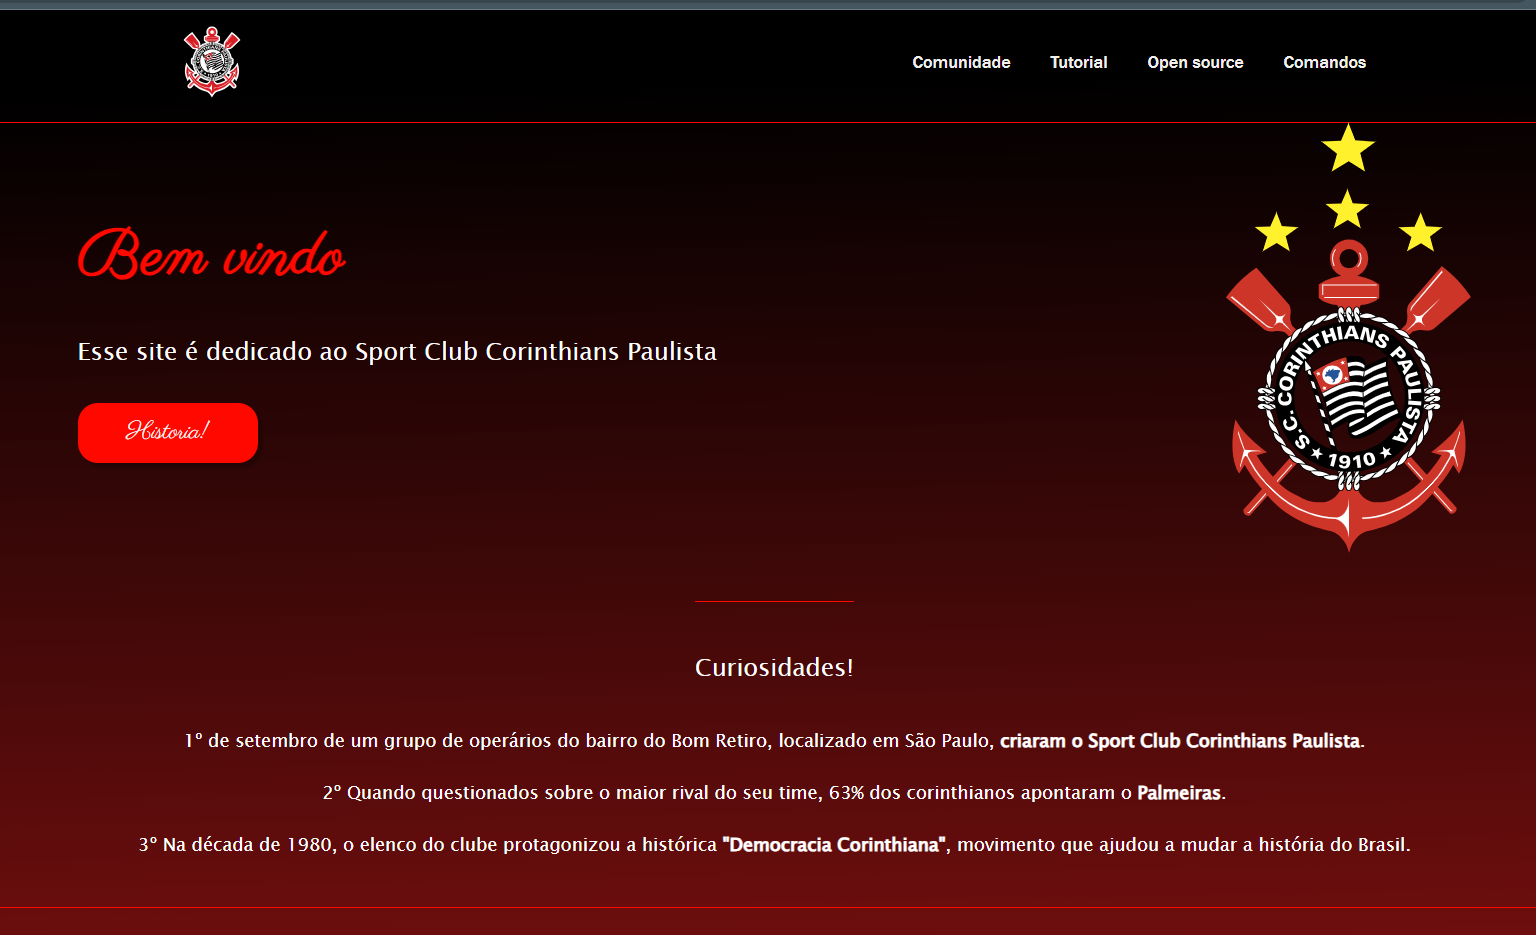 Comunidade Tutorial Open source Comandos
Bem vindo
Esse site é dedicado ao Sport Club Corinthians Paulista
Historia!
S.C. CORINTHIANS PAULISTA
1910
Curiosidades!
1º de setembro de um grupo de operários do bairro do Bom Retiro, localizado em São Paulo, criaram o Sport Club Corinthians Paulista.
2º Quando questionados sobre o maior rival do seu time, 63% dos corinthianos apontaram o Palmeiras.
3º Na década de 1980, o elenco do clube protagonizou a histórica "Democracia Corinthiana", movimento que ajudou a mudar a história do Brasil.